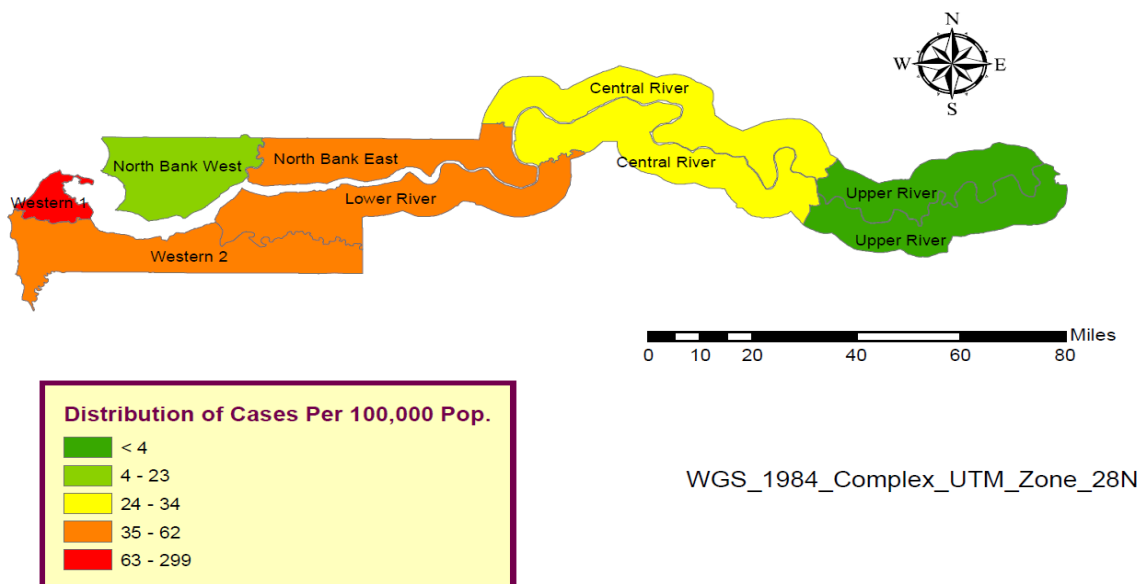 N
W E
S
Central River
North Bank West
North Bank East
Central River
Western 1
Lower River
Upper River
Western 2
Upper River
Miles
0 10 20 40 60 80
Distribution of Cases Per 100,000 Pop.
< 4
4 - 23
24 - 34
35 - 62
63 - 299
WGS_1984_Complex_UTM_Zone_28N